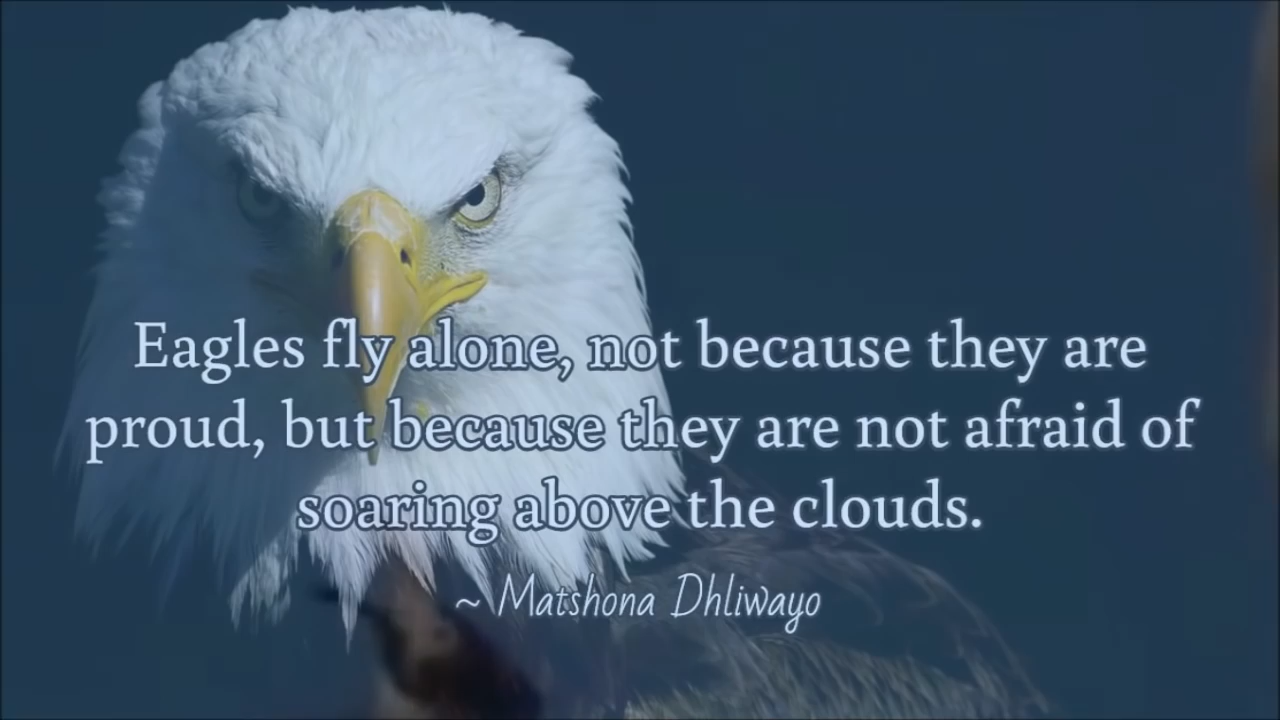 Eagles fly alone, not because they are
proud, but because they are not afraid of
soaring above the clouds.
~ Matshona Dhliwayo